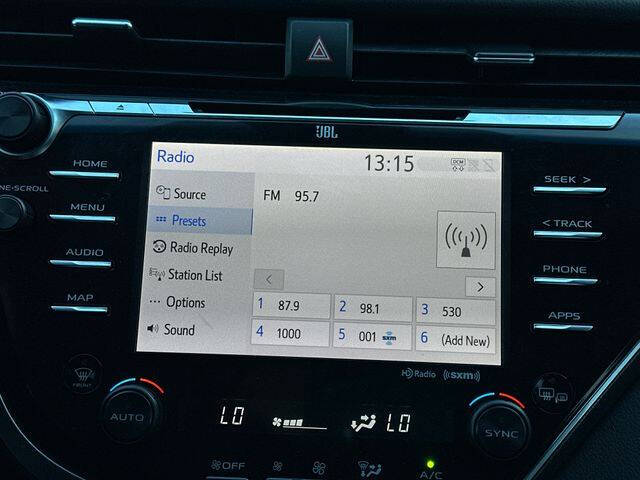 JBL
Radio 13:15 DCM
HOME
MENU
AUDIO
MAP
NE-SCROLL
Source
Presets
Radio Replay
Station List
Options
Sound
FM 95.7
< >
1 87.9 2 98.1 3 530
4 1000 5 001 sxm 6 (Add New)
SEEK >
< TRACK
PHONE
APPS
HD Radio ((sxm))
FRONT
AUTO
LO LO
SYNC
OFF
A/C